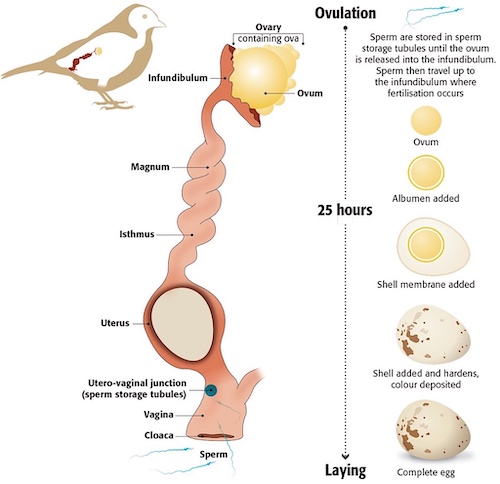 Ovary
containing ova
Infundibulum
Ovum
Magnum
Isthmus
Uterus
Utero-vaginal junction
(sperm storage tubules)
Vagina
Cloaca
Sperm
Ovulation
25 hours
Laying
Sperm are stored in sperm
storage tubules until the ovum
is released into the infundibulum.
Sperm then travel up to
the infundibulum where
fertilisation occurs
Ovum
Albumen added
Shell membrane added
Shell added and hardens,
colour deposited
Complete egg